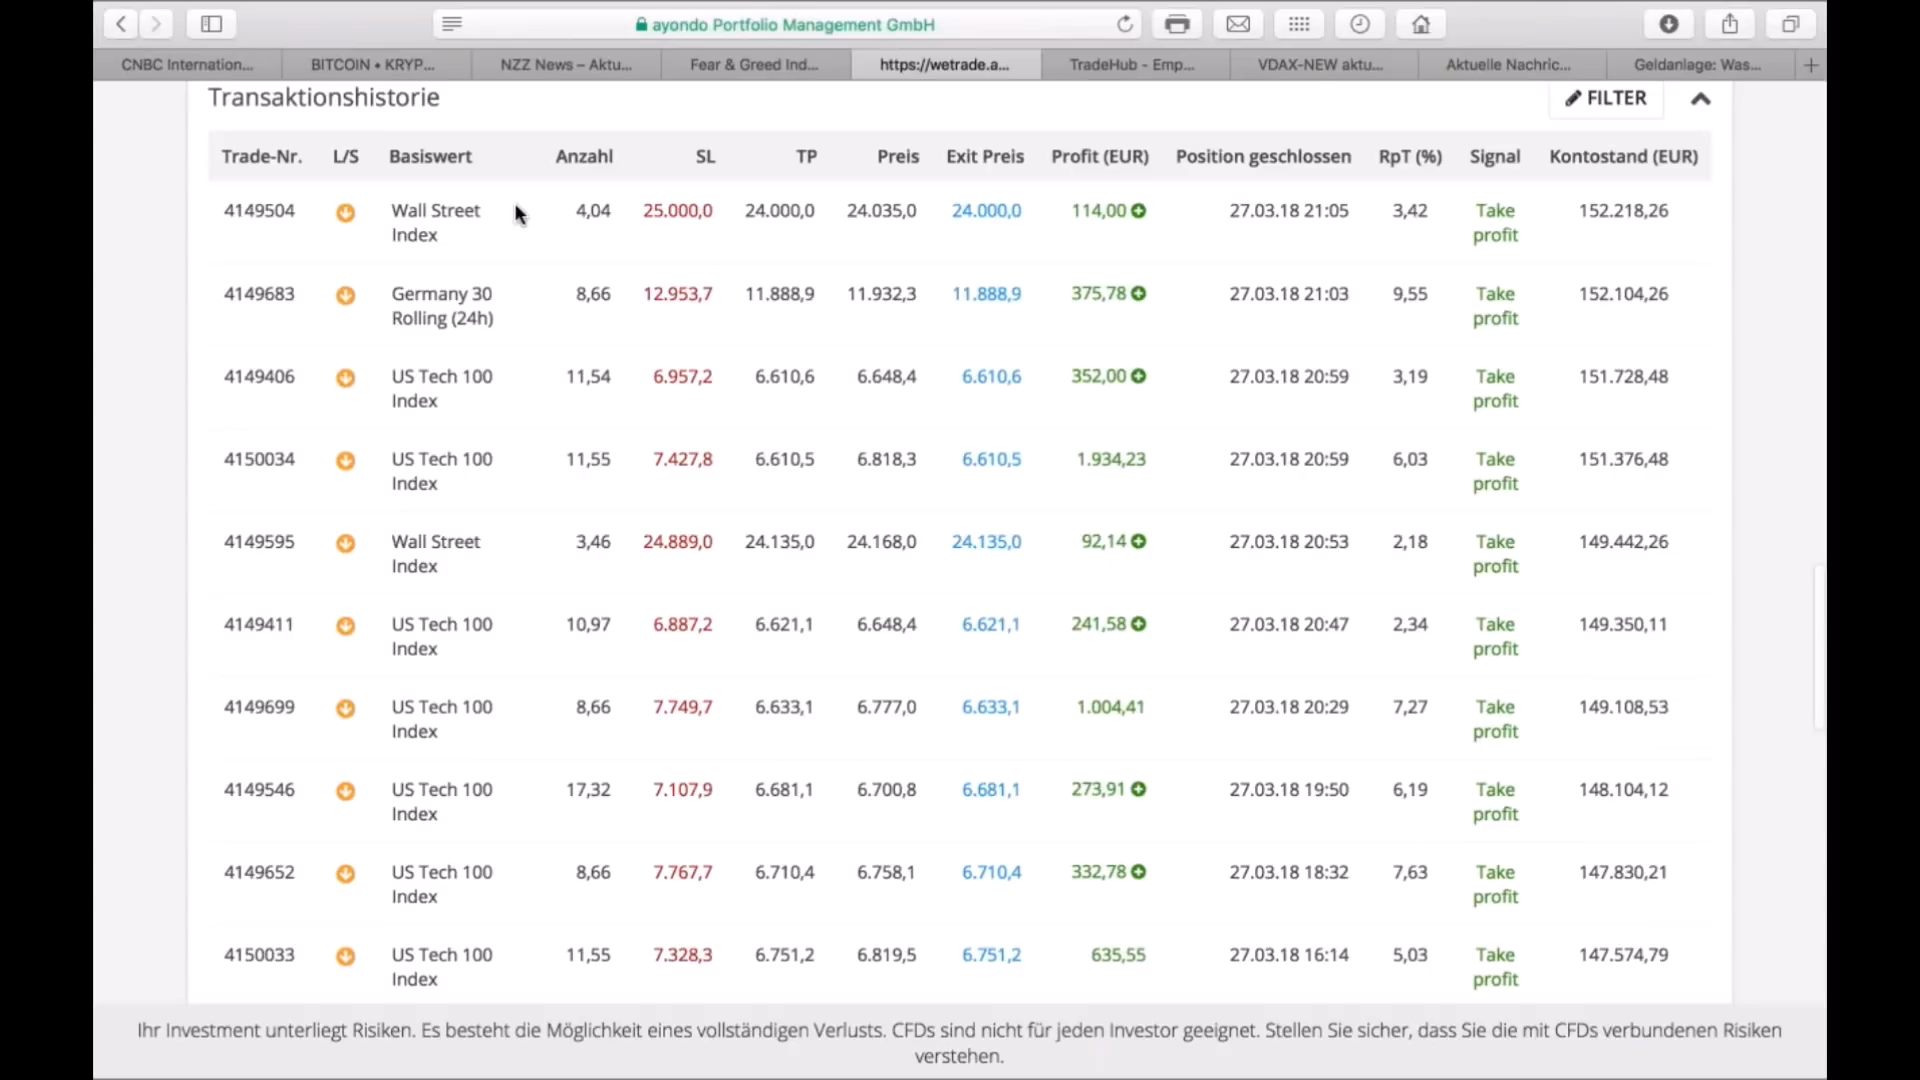 ayondo Portfolio Management GmbH
CNBC Internation... BITCOIN • KRYP... NZZ News – Aktu... Fear & Greed Ind... https://wetrade.a... TradeHub - Emp... VDAX-NEW aktu... Aktuelle Nachric... Geldanlage: Was...
Transaktionshistorie FILTER
Trade-Nr. L/S Basiswert Anzahl SL TP Preis Exit Preis Profit (EUR) Position geschlossen RpT (%) Signal Kontostand (EUR)
4149504 Wall Street 4,04 25.000,0 24.000,0 24.035,0 24.000,0 114,00 27.03.18 21:05 3,42 Take 152.218,26
Index profit
4149683 Germany 30 8,66 12.953,7 11.888,9 11.932,3 11.888,9 375,78 27.03.18 21:03 9,55 Take 152.104,26
Rolling (24h) profit
4149406 US Tech 100 11,54 6.957,2 6.610,6 6.648,4 6.610,6 352,00 27.03.18 20:59 3,19 Take 151.728,48
Index profit
4150034 US Tech 100 11,55 7.427,8 6.610,5 6.818,3 6.610,5 1.934,23 27.03.18 20:59 6,03 Take 151.376,48
Index profit
4149595 Wall Street 3,46 24.889,0 24.135,0 24.168,0 24.135,0 92,14 27.03.18 20:53 2,18 Take 149.442,26
Index profit
4149411 US Tech 100 10,97 6.887,2 6.621,1 6.648,4 6.621,1 241,58 27.03.18 20:47 2,34 Take 149.350,11
Index profit
4149699 US Tech 100 8,66 7.749,7 6.633,1 6.777,0 6.633,1 1.004,41 27.03.18 20:29 7,27 Take 149.108,53
Index profit
4149546 US Tech 100 17,32 7.107,9 6.681,1 6.700,8 6.681,1 273,91 27.03.18 19:50 6,19 Take 148.104,12
Index profit
4149652 US Tech 100 8,66 7.767,7 6.710,4 6.758,1 6.710,4 332,78 27.03.18 18:32 7,63 Take 147.830,21
Index profit
4150033 US Tech 100 11,55 7.328,3 6.751,2 6.819,5 6.751,2 635,55 27.03.18 16:14 5,03 Take 147.574,79
Index profit
Ihr Investment unterliegt Risiken. Es besteht die Möglichkeit eines vollständigen Verlusts. CFDs sind nicht für jeden Investor geeignet. Stellen Sie sicher, dass Sie die mit CFDs verbundenen Risiken
verstehen.